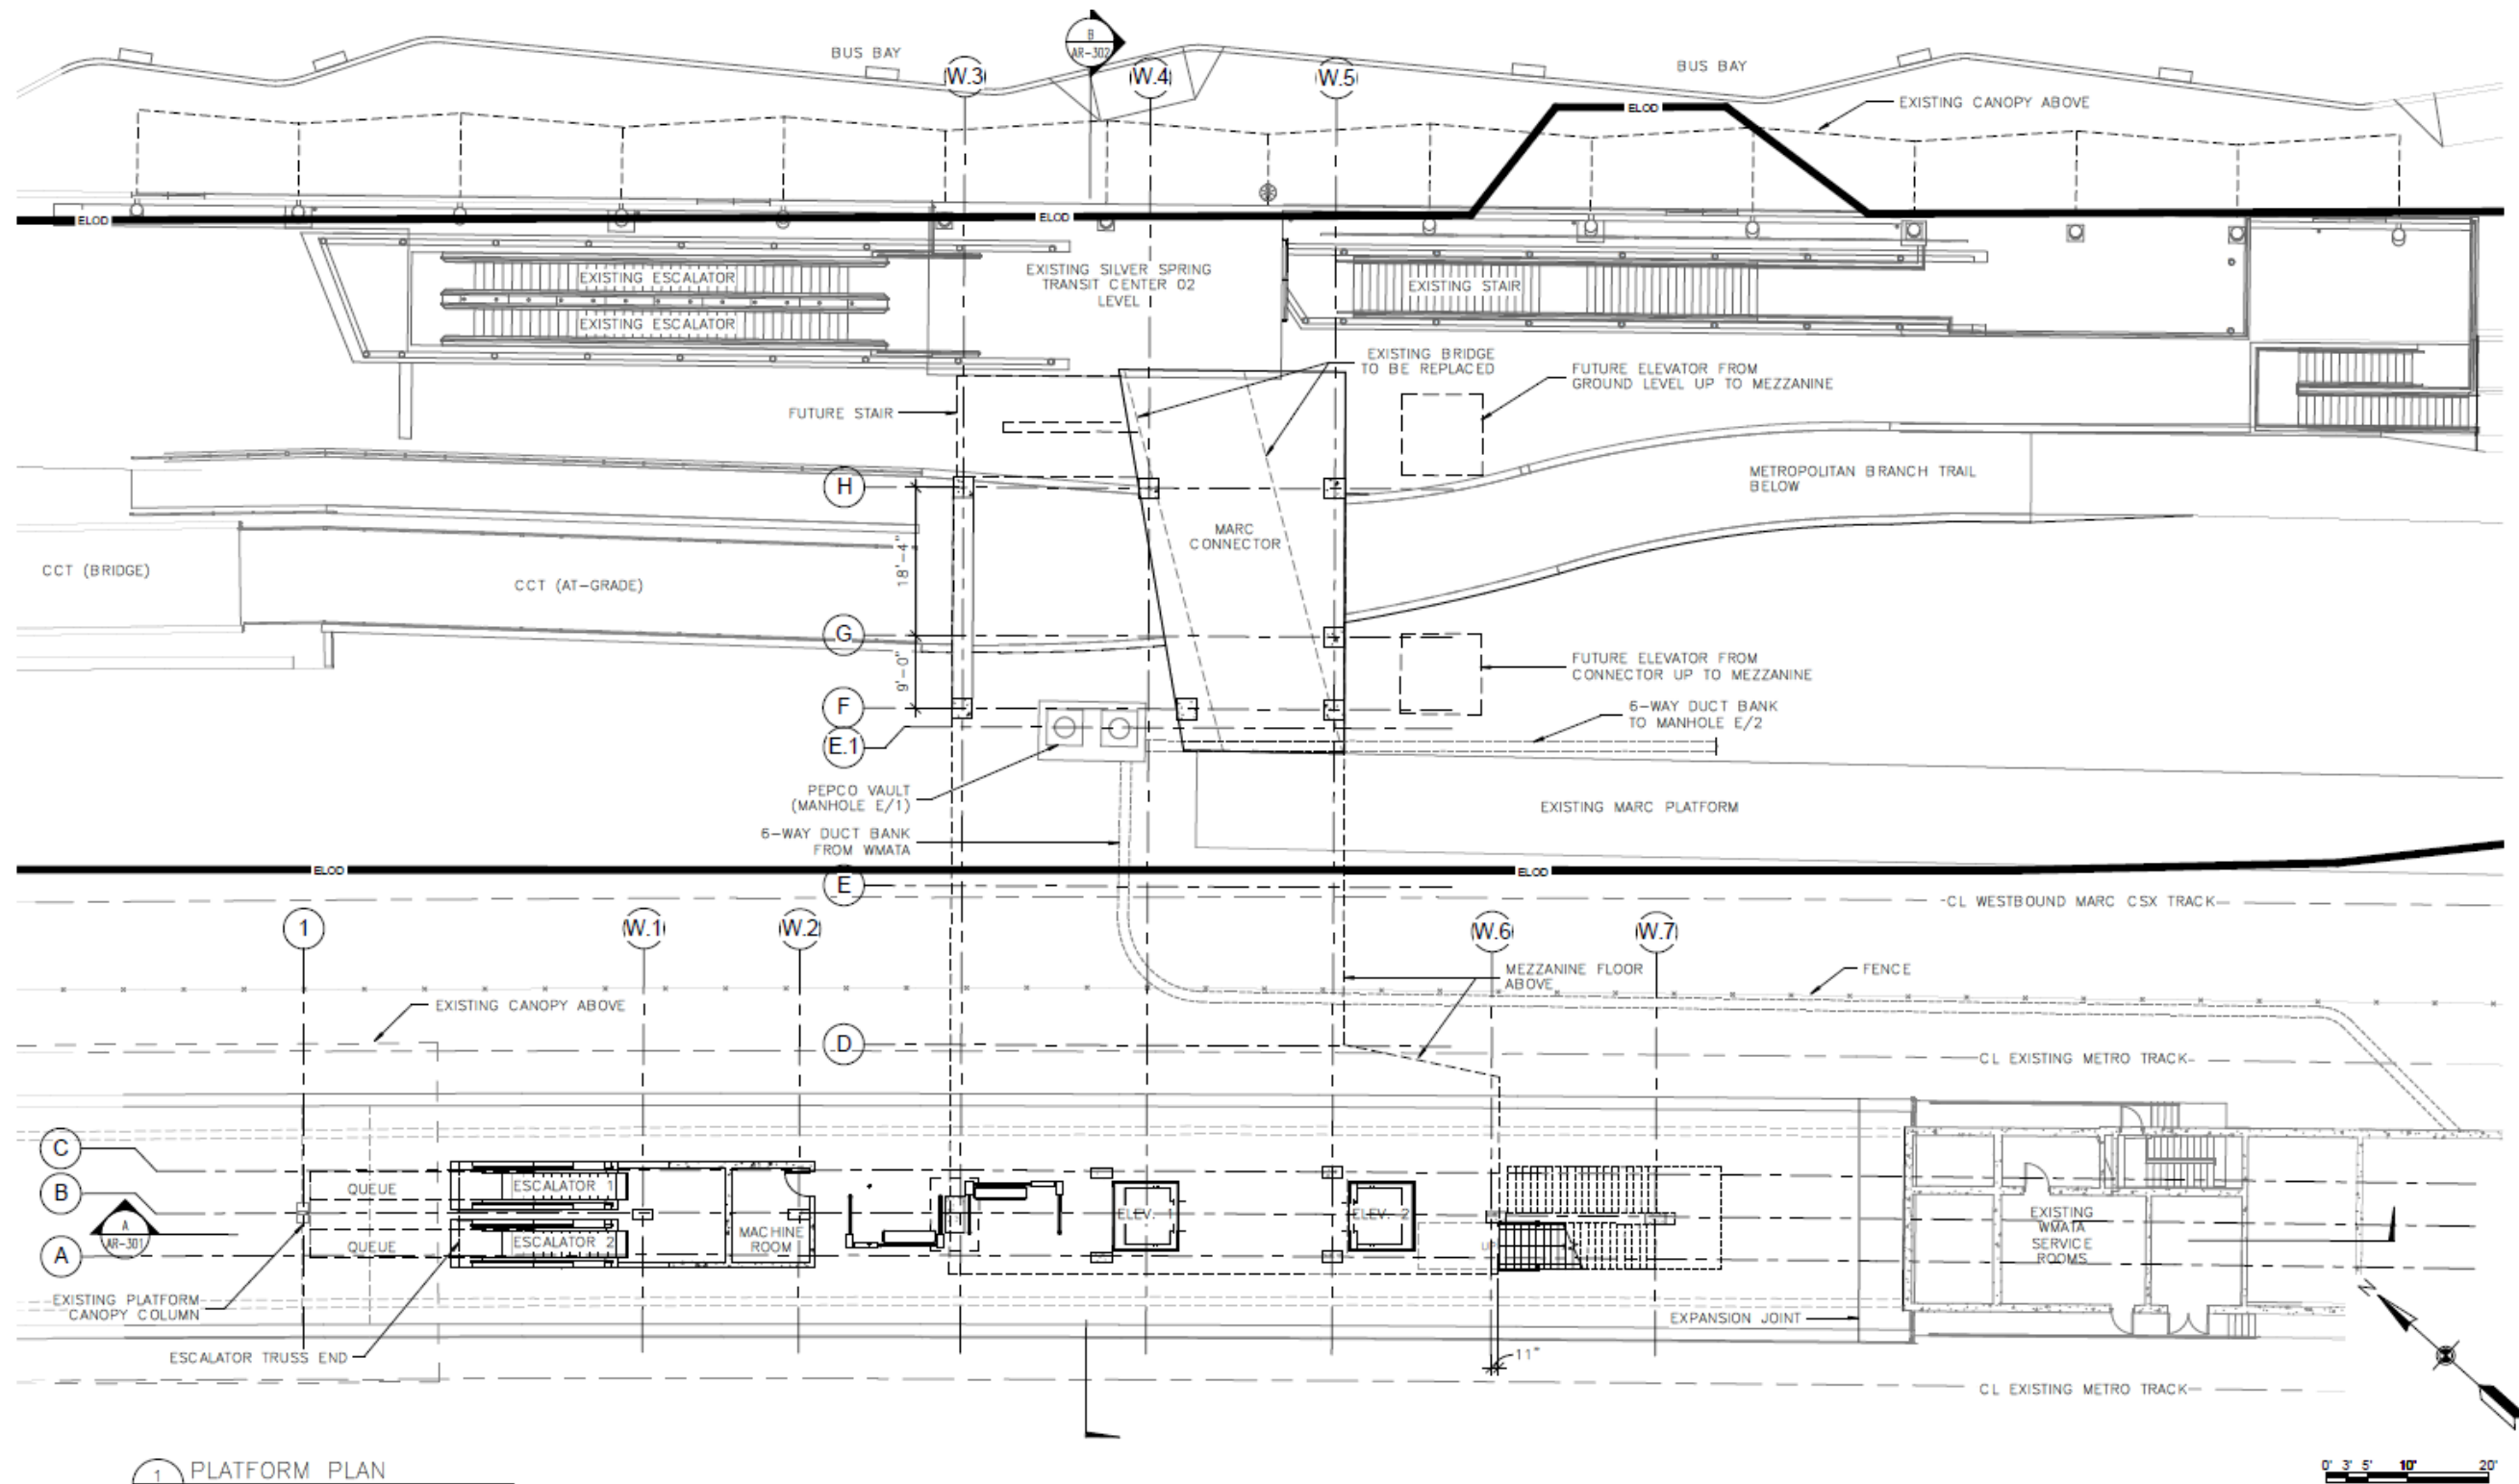 B
AR-302
BUS BAY
BUS BAY
W.3
W.4
W.5
ELOD
EXISTING CANOPY ABOVE
ELOD
ELOD
EXISTING ESCALATOR
EXISTING ESCALATOR
EXISTING SILVER SPRING
TRANSIT CENTER 02
LEVEL
EXISTING STAIR
EXISTING BRIDGE
TO BE REPLACED
FUTURE ELEVATOR FROM
GROUND LEVEL UP TO MEZZANINE
FUTURE STAIR
H
METROPOLITAN BRANCH TRAIL
BELOW
MARC
CONNECTOR
18'-4"
CCT (BRIDGE)
CCT (AT-GRADE)
G
9'-0"
FUTURE ELEVATOR FROM
CONNECTOR UP TO MEZZANINE
F
6-WAY DUCT BANK
TO MANHOLE E/2
E.1
PEPCO VAULT
(MANHOLE E/1)
EXISTING MARC PLATFORM
6-WAY DUCT BANK
FROM WMATA
ELOD
ELOD
E
CL WESTBOUND MARC CSX TRACK
1
W.1
W.2
W.6
W.7
MEZZANINE FLOOR
ABOVE
FENCE
EXISTING CANOPY ABOVE
D
CL EXISTING METRO TRACK
C
B
A
AR-301
A
QUEUE
QUEUE
ESCALATOR 1
ESCALATOR 2
MACHINE
ROOM
ELEV. 1
ELEV. 2
UP
EXISTING
WMATA
SERVICE
ROOMS
EXISTING PLATFORM
CANOPY COLUMN
ESCALATOR TRUSS END
EXPANSION JOINT
11"
N
CL EXISTING METRO TRACK
1
PLATFORM PLAN
0' 3' 5' 10' 20'